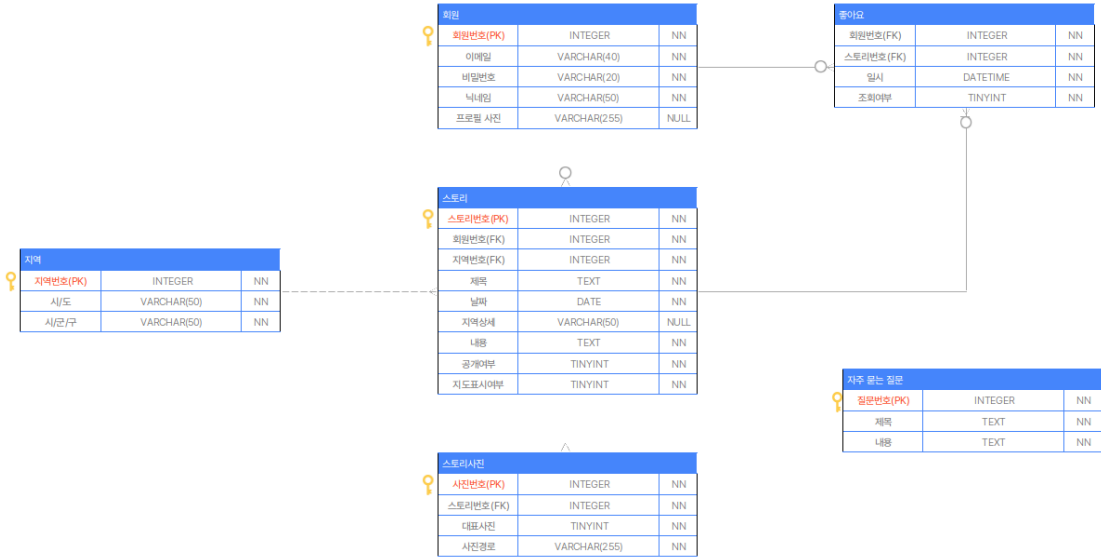 회원
회원번호(PK) INTEGER NN
이메일 VARCHAR(40) NN
비밀번호 VARCHAR(20) NN
닉네임 VARCHAR(50) NN
프로필 사진 VARCHAR(255) NULL
좋아요
회원번호(FK) INTEGER NN
스토리번호(FK) INTEGER NN
일시 DATETIME NN
조회여부 TINYINT NN
스토리
스토리번호(PK) INTEGER NN
회원번호(FK) INTEGER NN
지역번호(FK) INTEGER NN
제목 TEXT NN
날짜 DATE NN
지역상세 VARCHAR(50) NULL
내용 TEXT NN
공개여부 TINYINT NN
지도표시여부 TINYINT NN
지역
지역번호(PK) INTEGER NN
시/도 VARCHAR(50) NN
시/군/구 VARCHAR(50) NN
자주 묻는 질문
질문번호(PK) INTEGER NN
제목 TEXT NN
내용 TEXT NN
스토리사진
사진번호(PK) INTEGER NN
스토리번호(FK) INTEGER NN
대표사진 TINYINT NN
사진경로 VARCHAR(255) NN